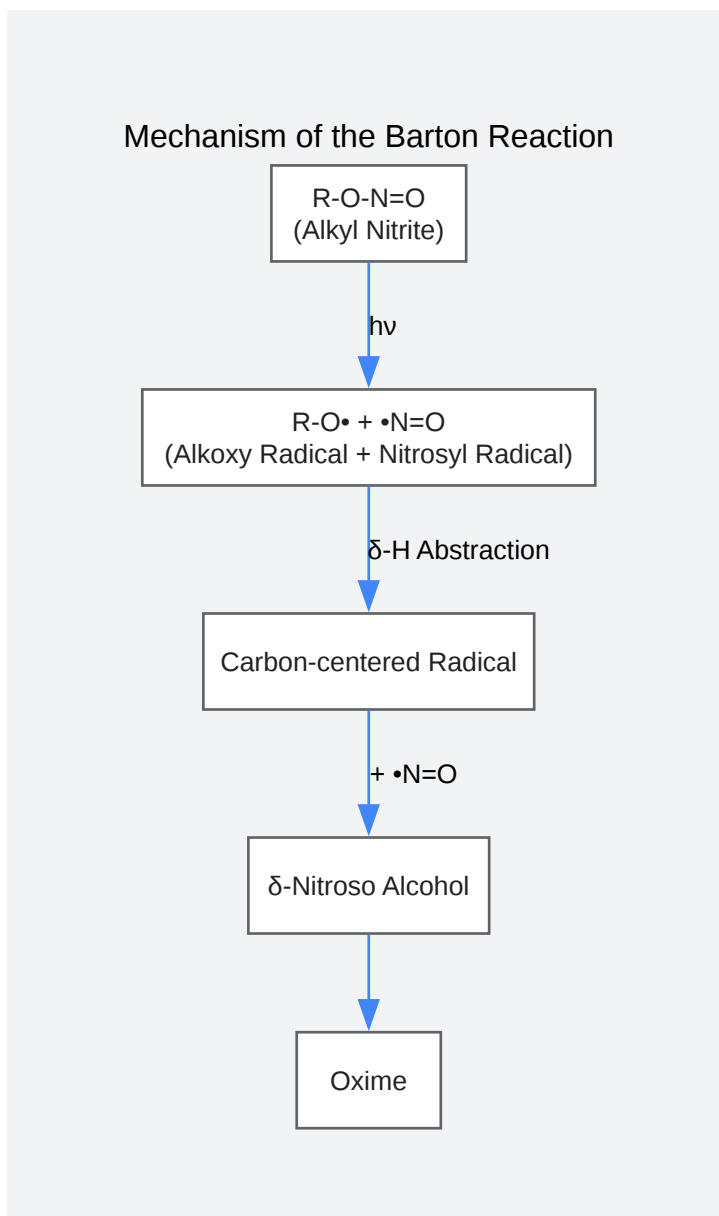 Mechanism of the Barton Reaction
R-O-N=O
(Alkyl Nitrite)
hν
R-O• + •N=O
(Alkoxy Radical + Nitrosyl Radical)
δ-H Abstraction
Carbon-centered Radical
+ •N=O
δ-Nitroso Alcohol
Oxime